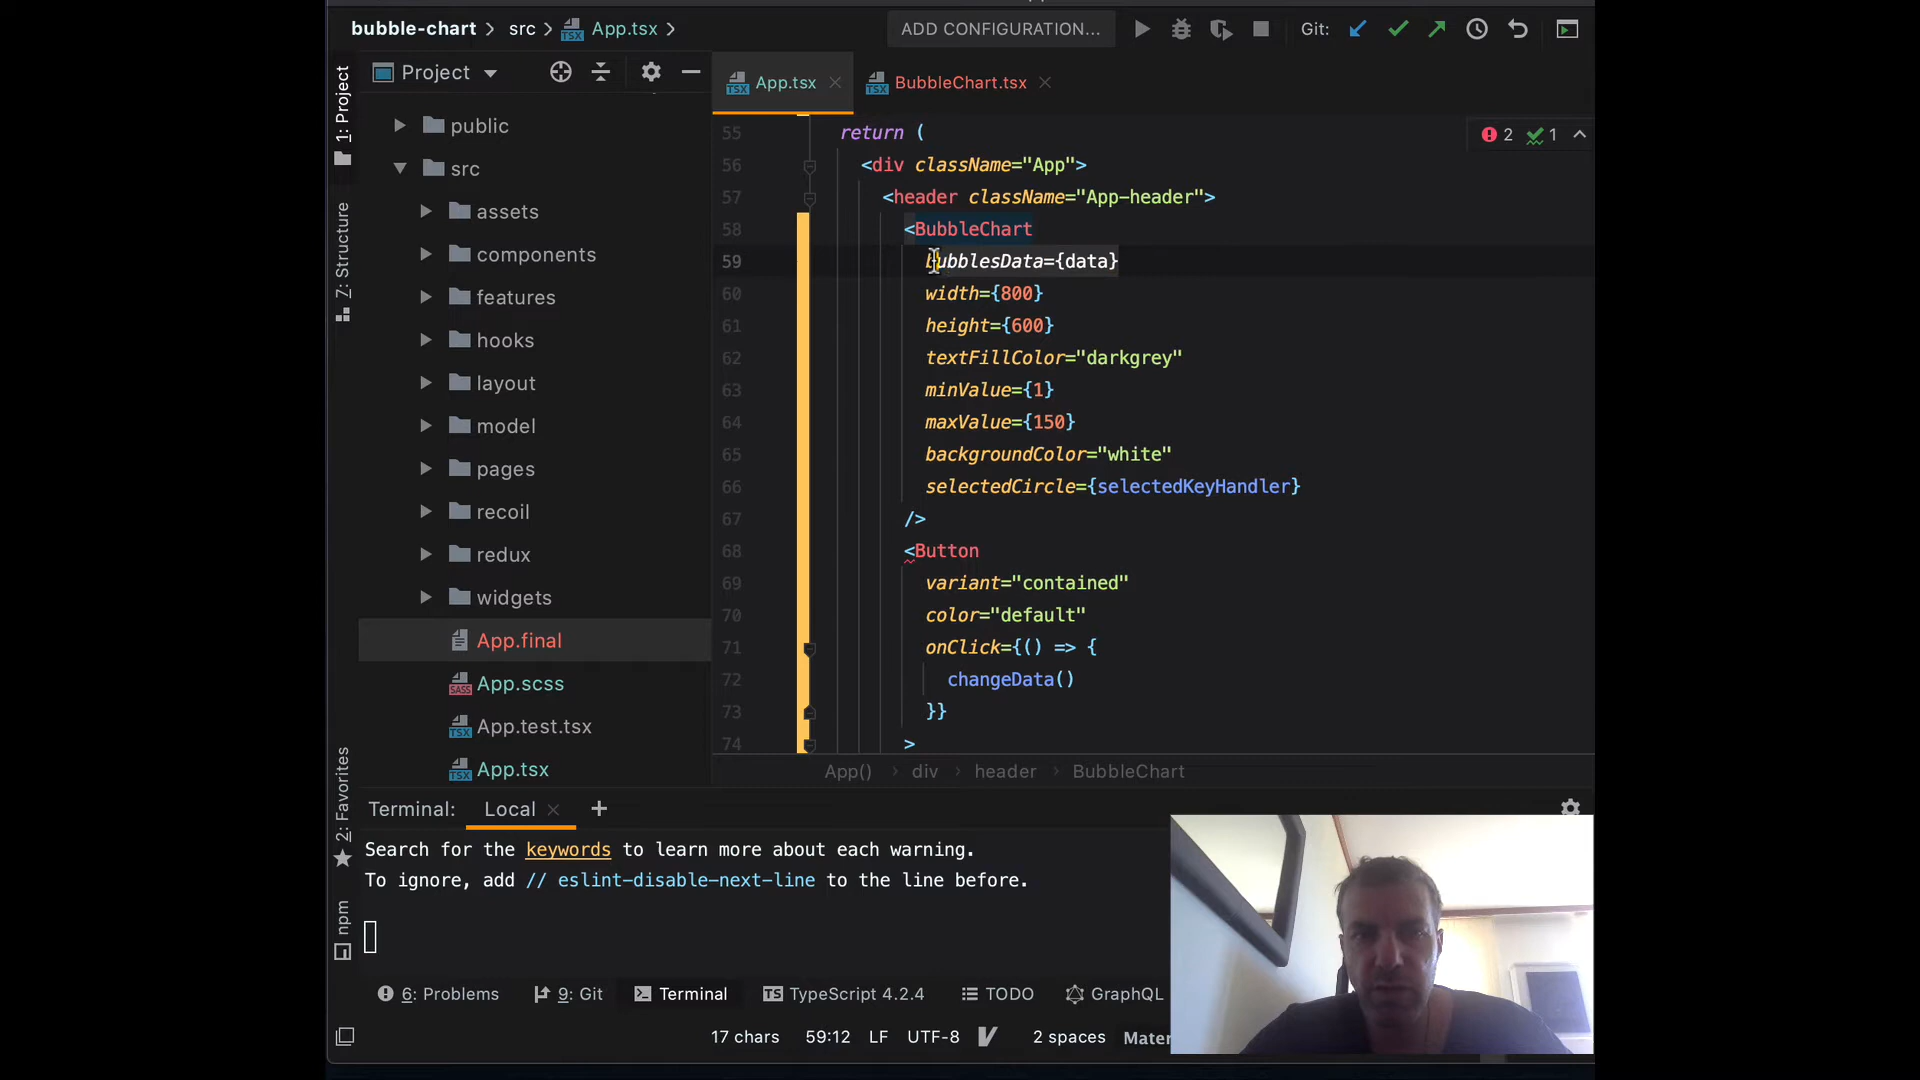 bubble-chart
src
App.tsx
ADD CONFIGURATION...
Git:
1: Project
7: Structure
2: Favorites
npm
Project
public
src
assets
components
features
hooks
layout
model
pages
recoil
redux
widgets
App.final
App.scss
App.test.tsx
App.tsx
App.tsx
BubbleChart.tsx
2
1
55 return (
56 <div className="App">
57 <header className="App-header">
58 <BubbleChart
59 bubblesData={data}
60 width={800}
61 height={600}
62 textFillColor="darkgrey"
63 minValue={1}
64 maxValue={150}
65 backgroundColor="white"
66 selectedCircle={selectedKeyHandler}
67 />
68 <Button
69 variant="contained"
70 color="default"
71 onClick={() => {
72 changeData()
73 }}
74 >
App() div header BubbleChart
Terminal: Local +
Search for the keywords to learn more about each warning.
To ignore, add // eslint-disable-next-line to the line before.
6: Problems
9: Git
Terminal
TypeScript 4.2.4
TODO
GraphQL
17 chars 59:12 LF UTF-8 2 spaces Mater